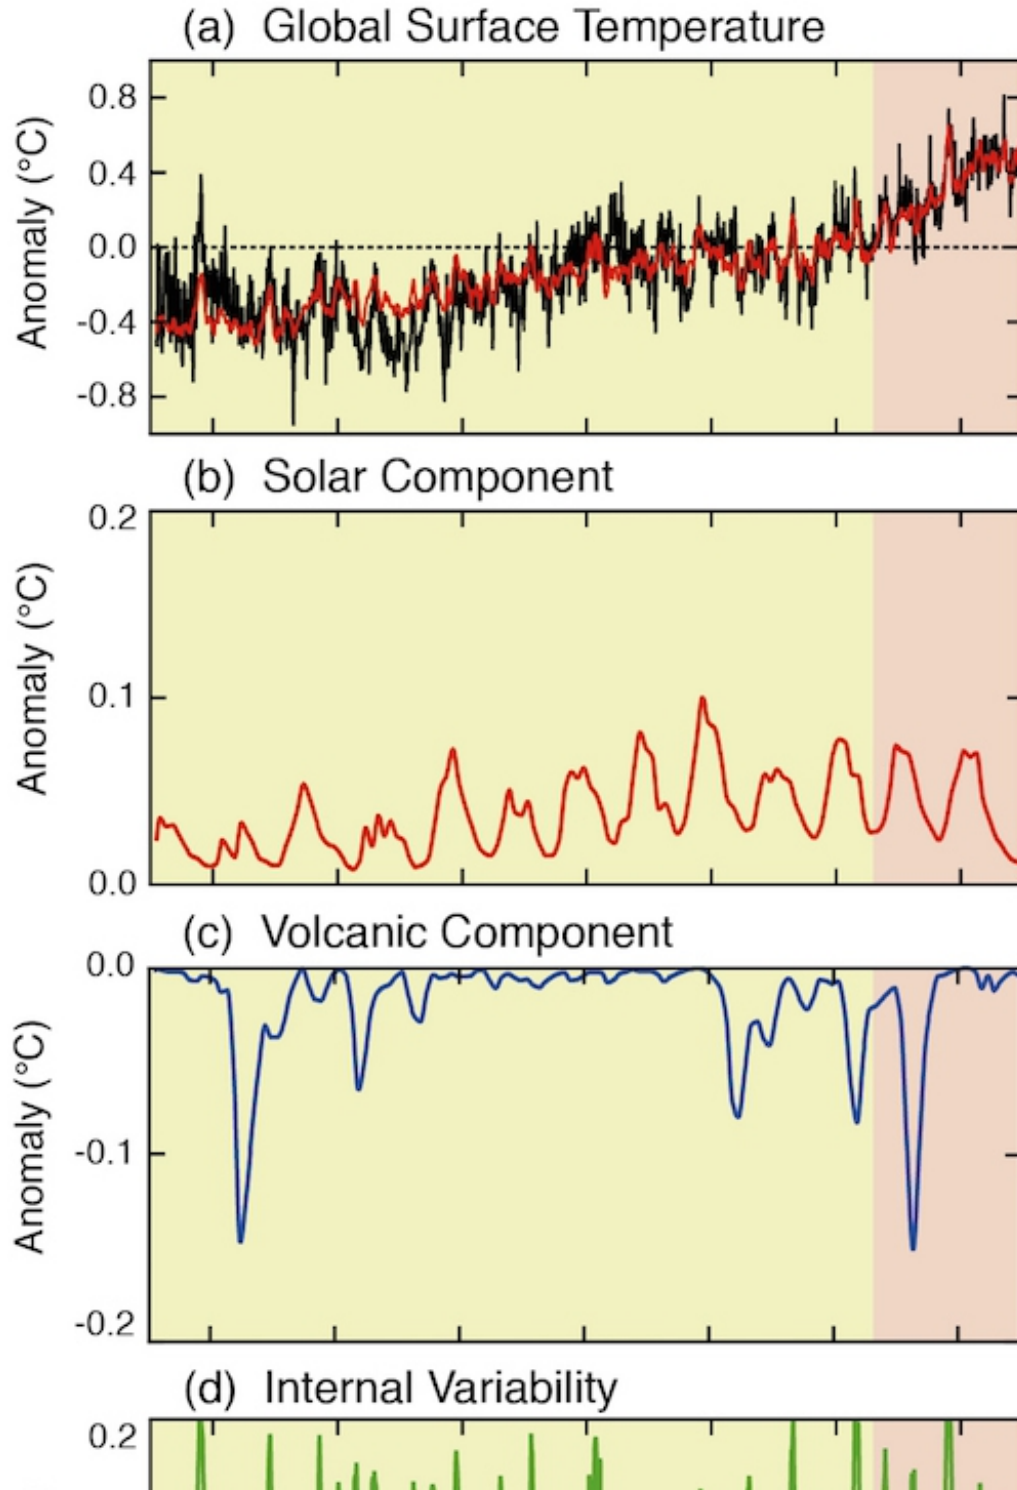 (a) Global Surface Temperature
0.8
0.4
0.0
-0.4
-0.8
Anomaly (°C)
(b) Solar Component
0.2
0.1
0.0
Anomaly (°C)
(c) Volcanic Component
0.0
-0.1
-0.2
Anomaly (°C)
(d) Internal Variability
0.2